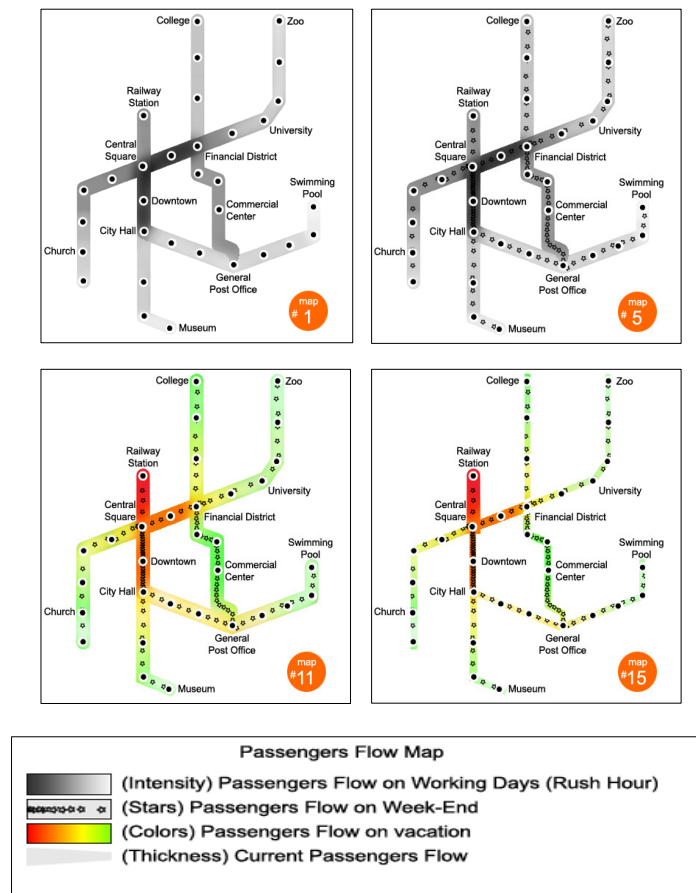 College
Zoo
Railway
Station
University
Central
Square
Financial District
Swimming
Pool
Downtown
Commercial
Center
City Hall
Church
General
Post Office
Museum
map
#1
College
Zoo
Railway
Station
University
Central
Square
Financial District
Swimming
Pool
Downtown
Commercial
Center
City Hall
Church
General
Post Office
Museum
map
#5
College
Zoo
Railway
Station
University
Central
Square
Financial District
Swimming
Pool
Downtown
Commercial
Center
City Hall
Church
General
Post Office
Museum
map
#11
College
Zoo
Railway
Station
University
Central
Square
Financial District
Swimming
Pool
Downtown
Commercial
Center
City Hall
Church
General
Post Office
Museum
map
#15
Passengers Flow Map
(Intensity) Passengers Flow on Working Days (Rush Hour)
(Stars) Passengers Flow on Week-End
(Colors) Passengers Flow on vacation
(Thickness) Current Passengers Flow